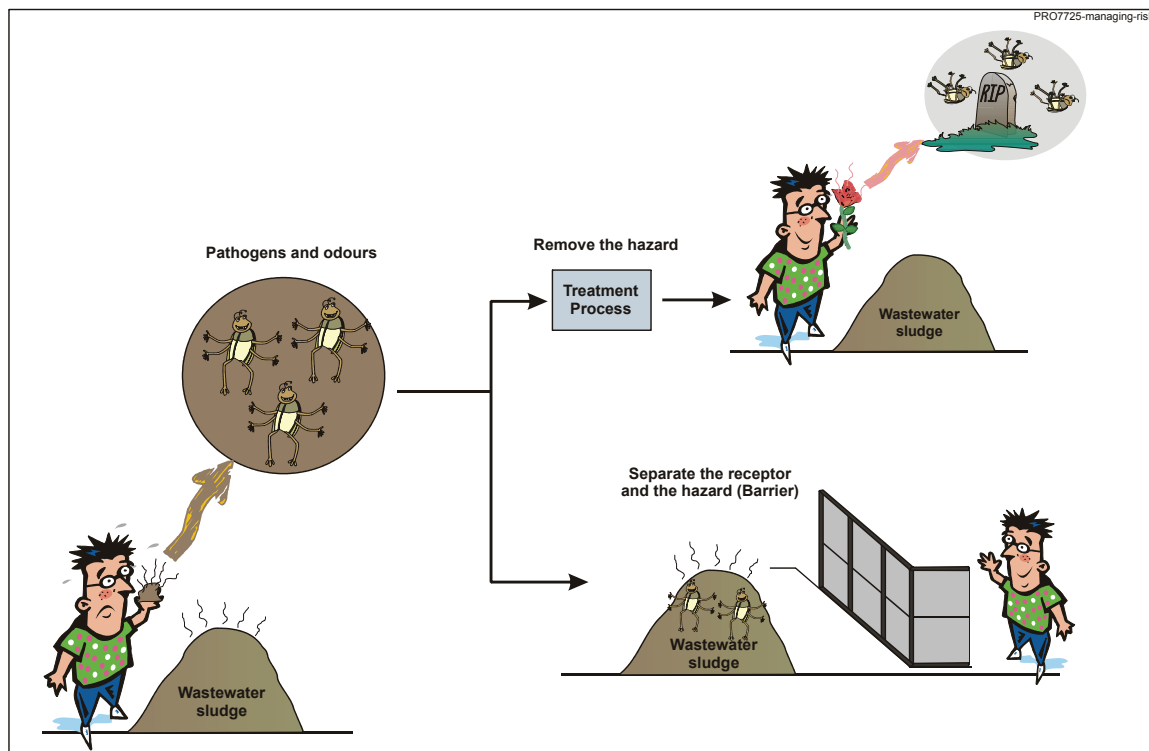 PRO7725-managing-ris
RIP
Pathogens and odours
Remove the hazard
Treatment
Process
Wastewater
sludge
Separate the receptor
and the hazard (Barrier)
Wastewater
sludge
Wastewater
sludge